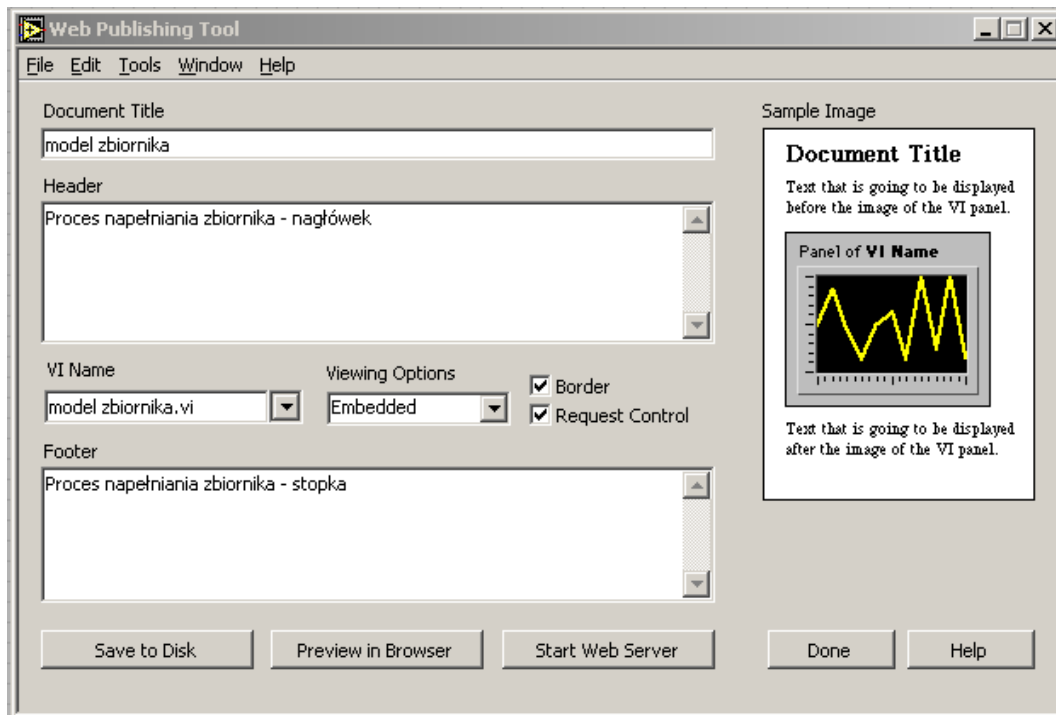 Web Publishing Tool
File Edit Tools Window Help
Document Title
model zbiornika
Header
Proces napełniania zbiornika - nagłówek
VI Name
model zbiornika.vi
Viewing Options
Embedded
Border
Request Control
Footer
Proces napełniania zbiornika - stopka
Save to Disk
Preview in Browser
Start Web Server
Sample Image
Document Title
Text that is going to be displayed
before the image of the VI panel.
Panel of VI Name
Text that is going to be displayed
after the image of the VI panel.
Done
Help